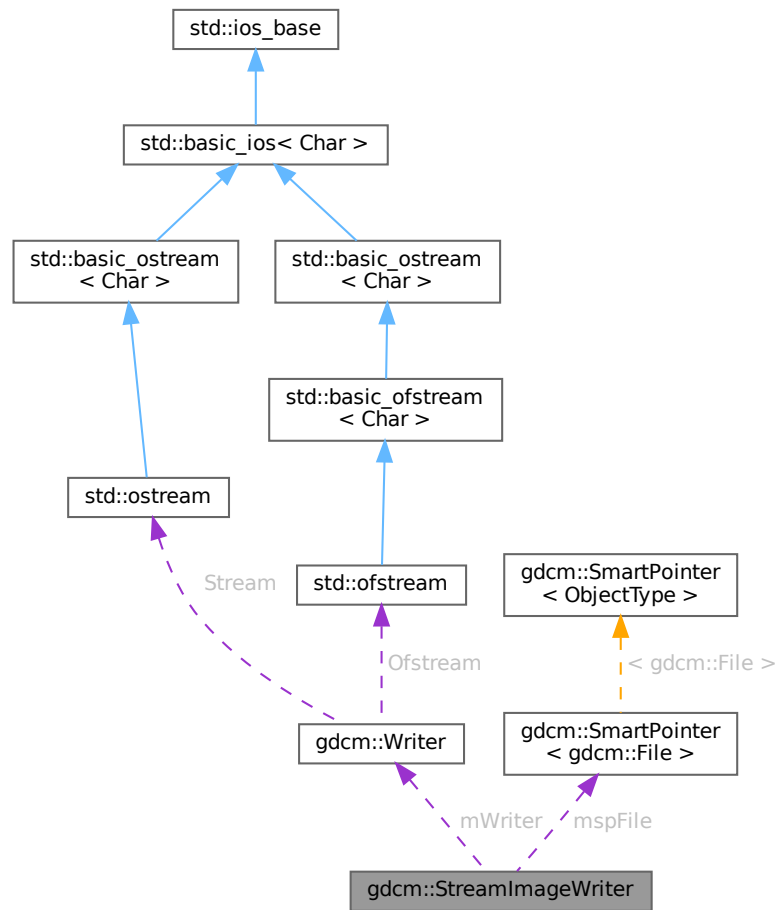 std::ios_base
std::basic_ios< Char >
std::basic_ostream
< Char >
std::basic_ostream
< Char >
std::basic_ofstream
< Char >
std::ostream
std::ofstream
gdcm::SmartPointer
< ObjectType >
Stream
Ofstream
< gdcm::File >
gdcm::Writer
gdcm::SmartPointer
< gdcm::File >
mWriter
mspFile
gdcm::StreamImageWriter